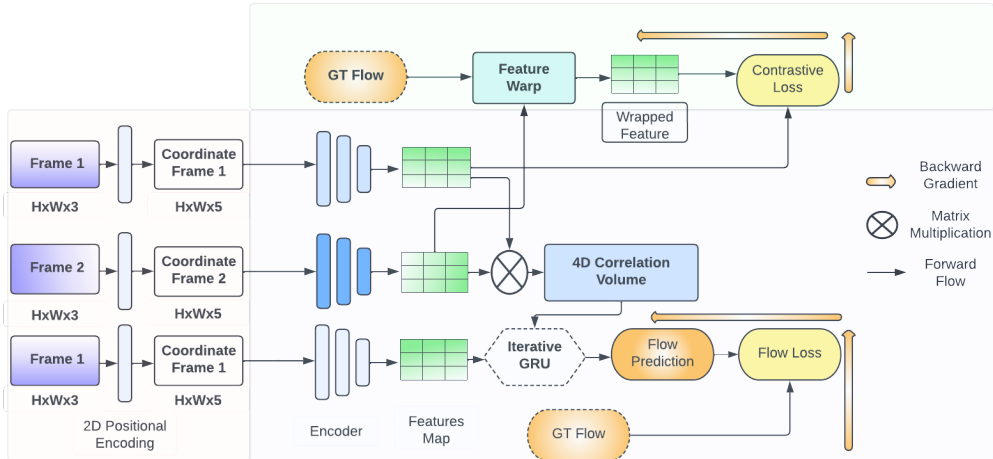 GT Flow
Feature
Warp
Contrastive
Loss
Wrapped
Feature
Frame 1
Coordinate
Frame 1
HxWx3
HxWx5
Backward
Gradient
Matrix
Multiplication
Frame 2
Coordinate
Frame 2
HxWx3
HxWx5
4D Correlation
Volume
Forward
Flow
Frame 1
Coordinate
Frame 1
HxWx3
HxWx5
Iterative
GRU
Flow
Prediction
Flow Loss
2D Positional
Encoding
Encoder
Features
Map
GT Flow